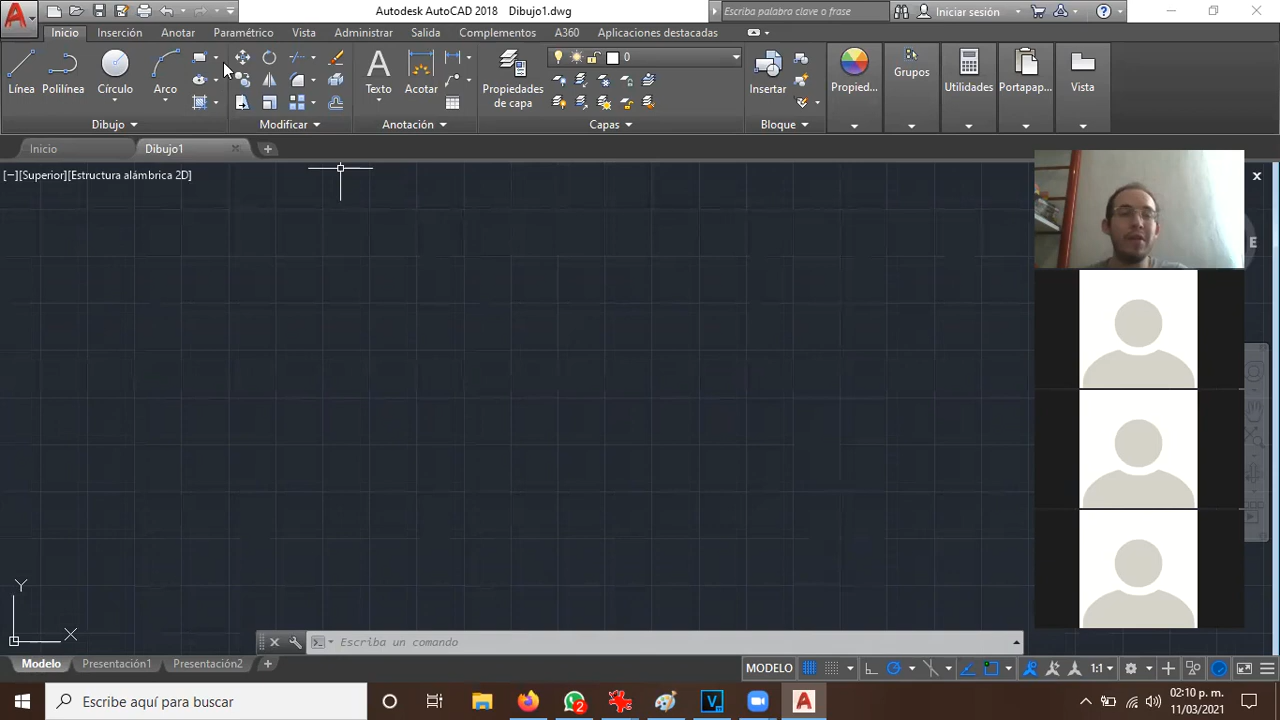 Autodesk AutoCAD 2018 Dibujo1.dwg
Escriba palabra clave o frase
Iniciar sesión
Inicio Inserción Anotar Paramétrico Vista Administrar Salida Complementos A360 Aplicaciones destacadas
Línea Polilínea Círculo Arco
Texto Acotar
Propiedades de capa
0
Insertar
Propied...
Grupos
Utilidades
Portapap...
Vista
Dibujo Modificar Anotación Capas Bloque
Inicio Dibujo1
[−][Superior][Estructura alámbrica 2D]
E
Y
X
Escriba un comando
Modelo Presentación1 Presentación2
MODELO 1:1
Escribe aquí para buscar
2
02:10 p. m.
11/03/2021